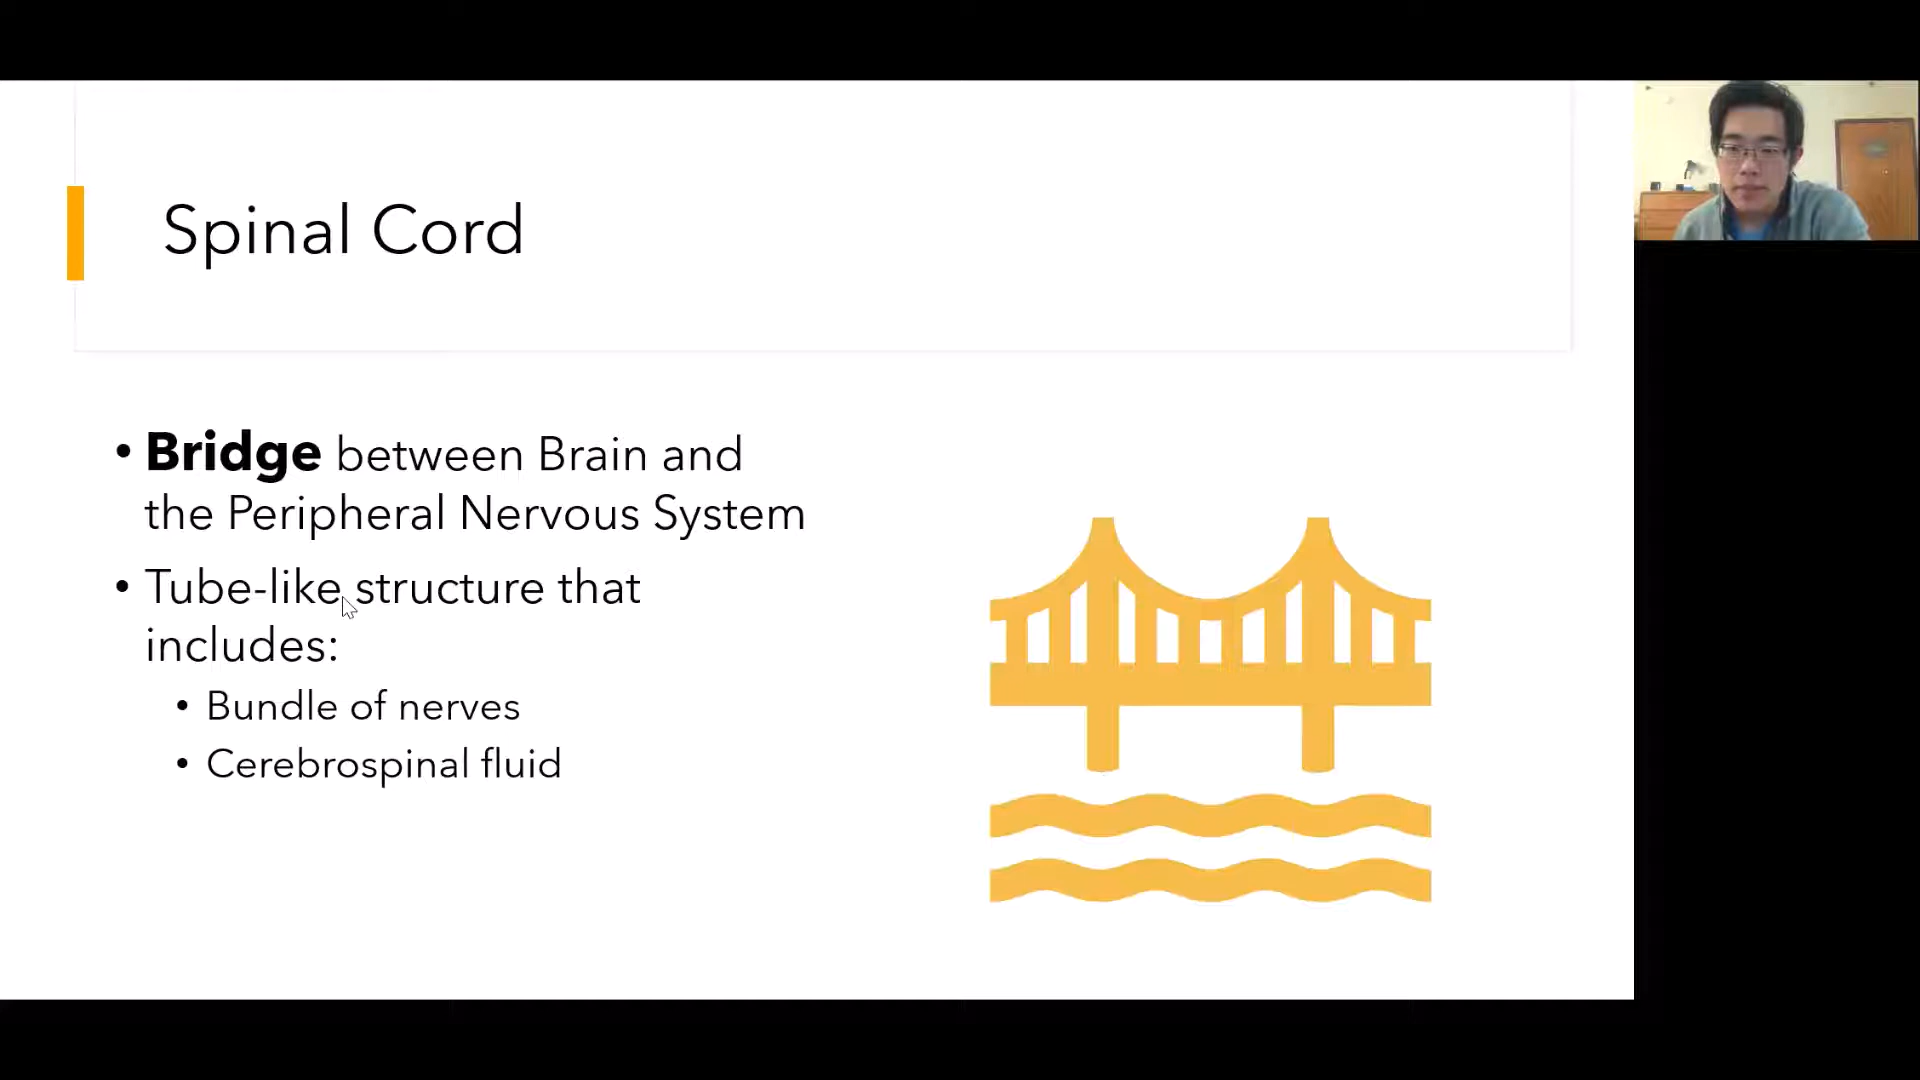 Spinal Cord
• Bridge between Brain and
the Peripheral Nervous System
• Tube-like structure that
includes:
• Bundle of nerves
• Cerebrospinal fluid